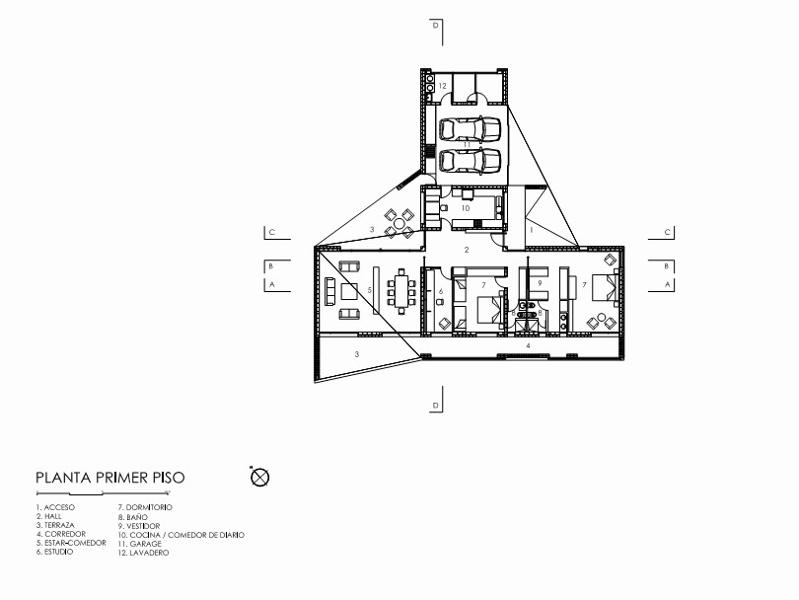 D
12
11
10
3
1
C
C
2
B
B
A
A
5
6
7
9
7
8
8
4
3
D
PLANTA PRIMER PISO
1. ACCESO
2. HALL
3. TERRAZA
4. CORREDOR
5. ESTAR-COMEDOR
6. ESTUDIO
7. DORMITORIO
8. BAÑO
9. VESTIDOR
10. COCINA / COMEDOR DE DIARIO
11. GARAGE
12. LAVADERO